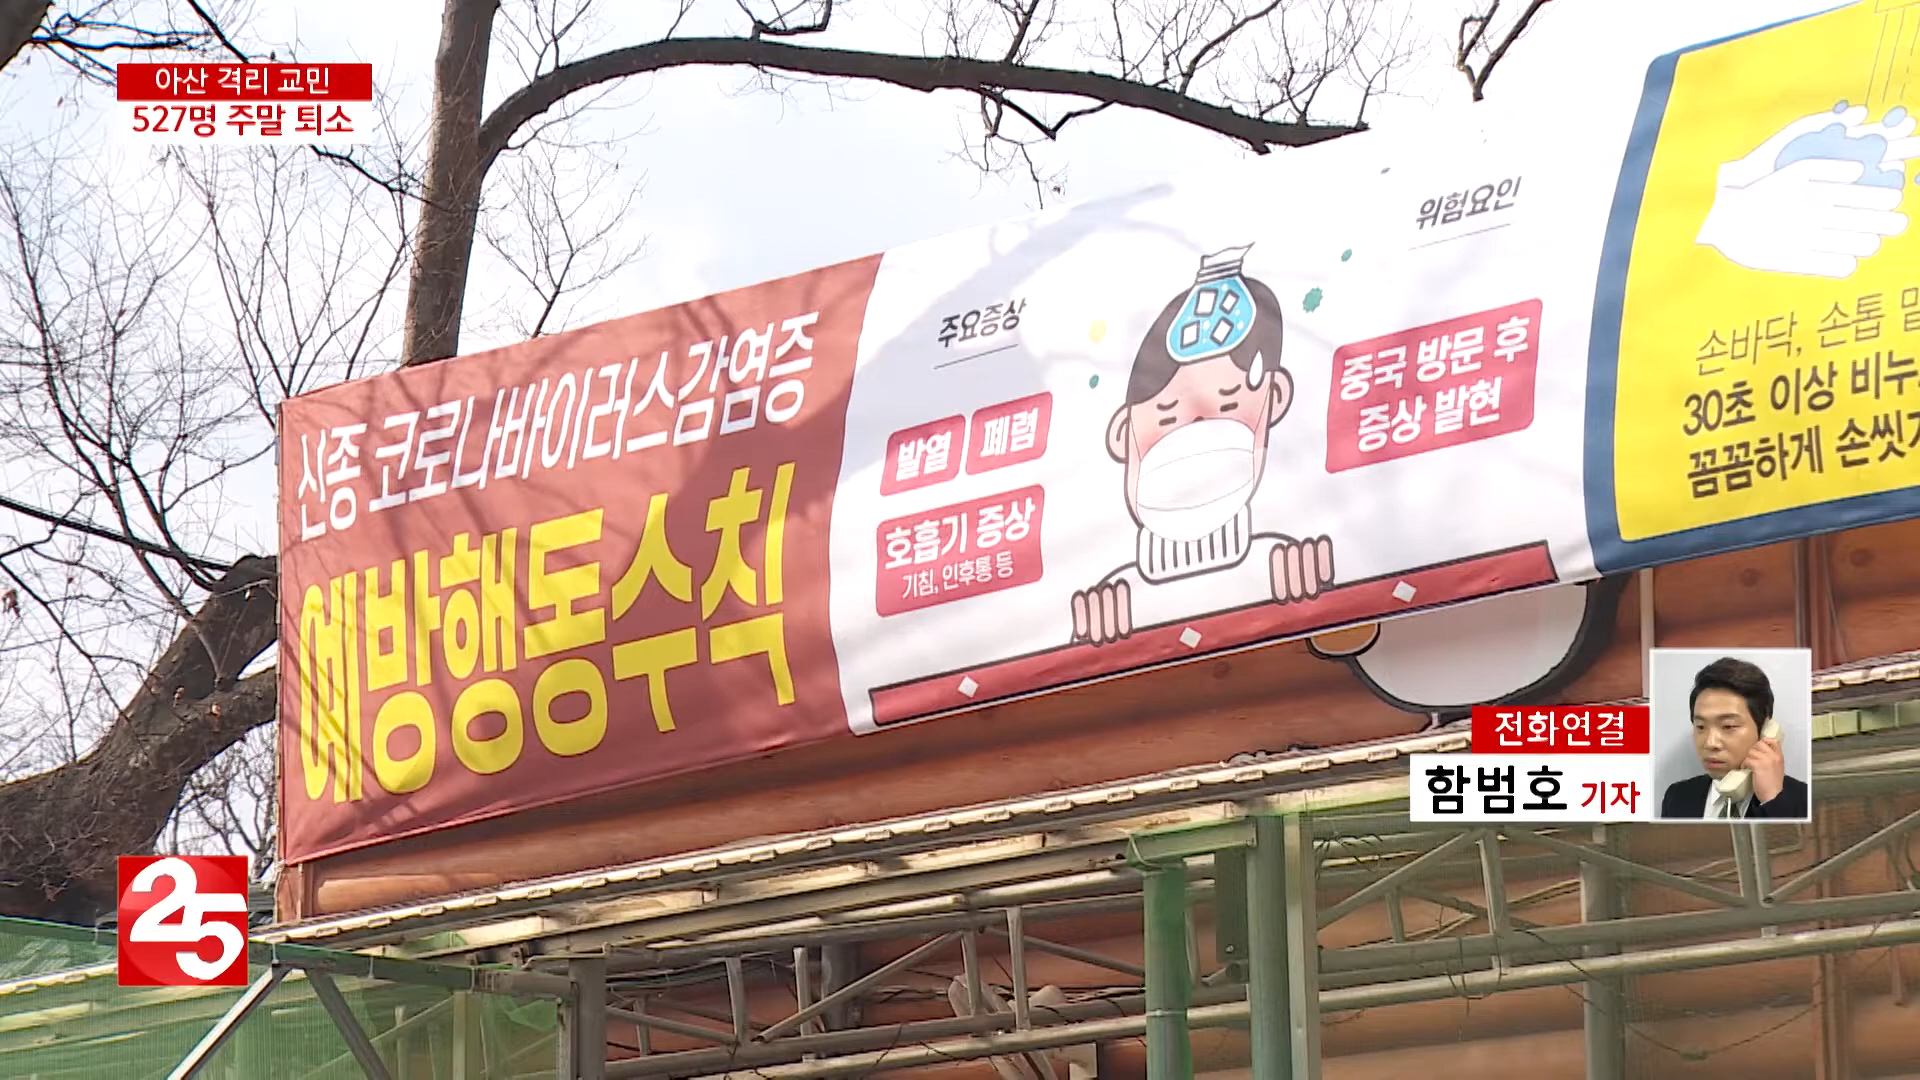 아산 격리 교민
527명 주말 퇴소
신종 코로나바이러스감염증
예방행동수칙
주요증상
발열 폐렴
호흡기 증상
기침, 인후통 등
위험요인
중국 방문 후
증상 발현
손바닥, 손톱
30초 이상
꼼꼼하게
전화연결
함범호 기자
25